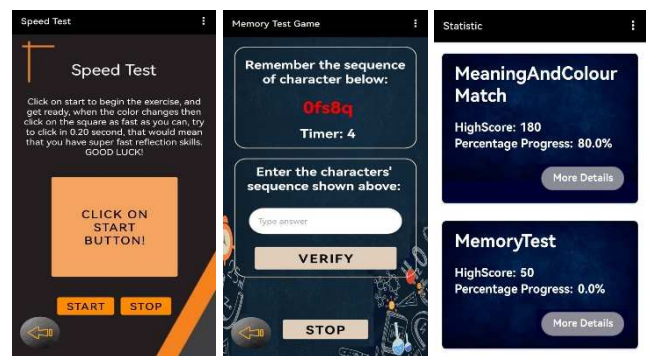 Speed Test
Speed Test
Click on start to begin the exercise, and
get ready, when the color changes then
click on the square as fast as you can, try
to click in 0.20 second, that would mean
that you have super fast reflection skills.
GOOD LUCK!
CLICK ON
START
BUTTON!
START STOP
Memory Test Game
Remember the sequence
of character below:
0fs8q
Timer: 4
Enter the characters'
sequence shown above:
Type answer
VERIFY
STOP
Statistic
MeaningAndColour
Match
HighScore: 180
Percentage Progress: 80.0%
More Details
MemoryTest
HighScore: 50
Percentage Progress: 0.0%
More Details